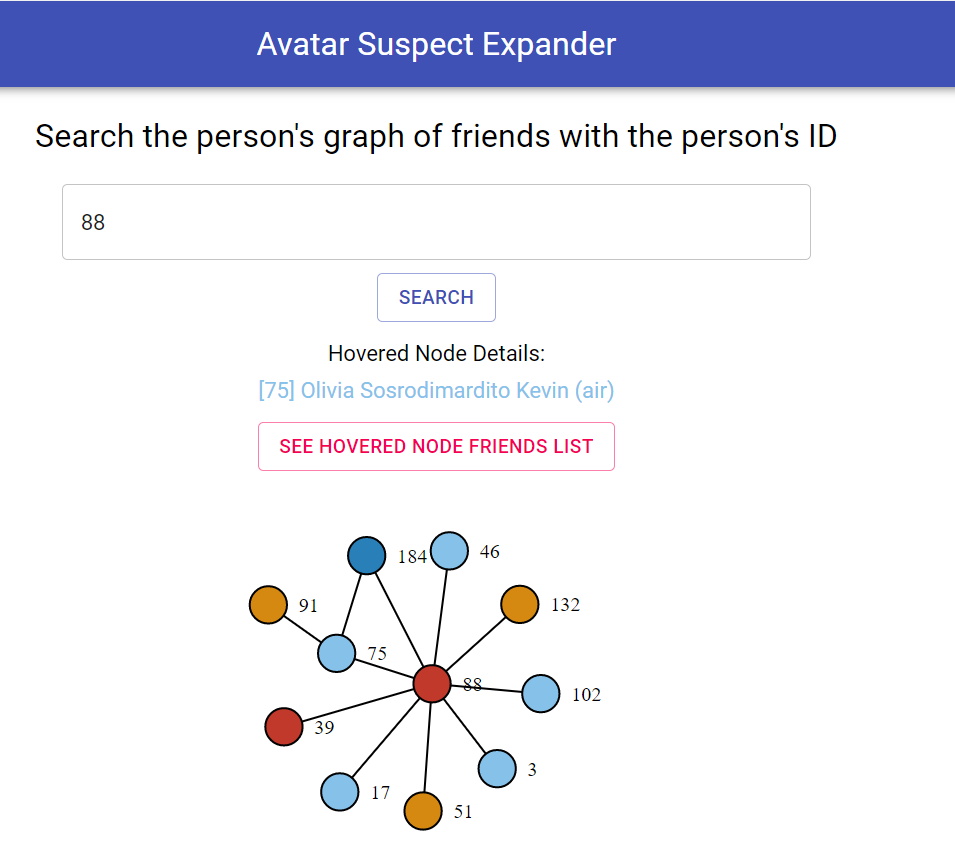 Avatar Suspect Expander
Search the person's graph of friends with the person's ID
88
SEARCH
Hovered Node Details:
[75] Olivia Sosrodimardito Kevin (air)
SEE HOVERED NODE FRIENDS LIST
184
46
91
132
75
88
102
39
3
17
51